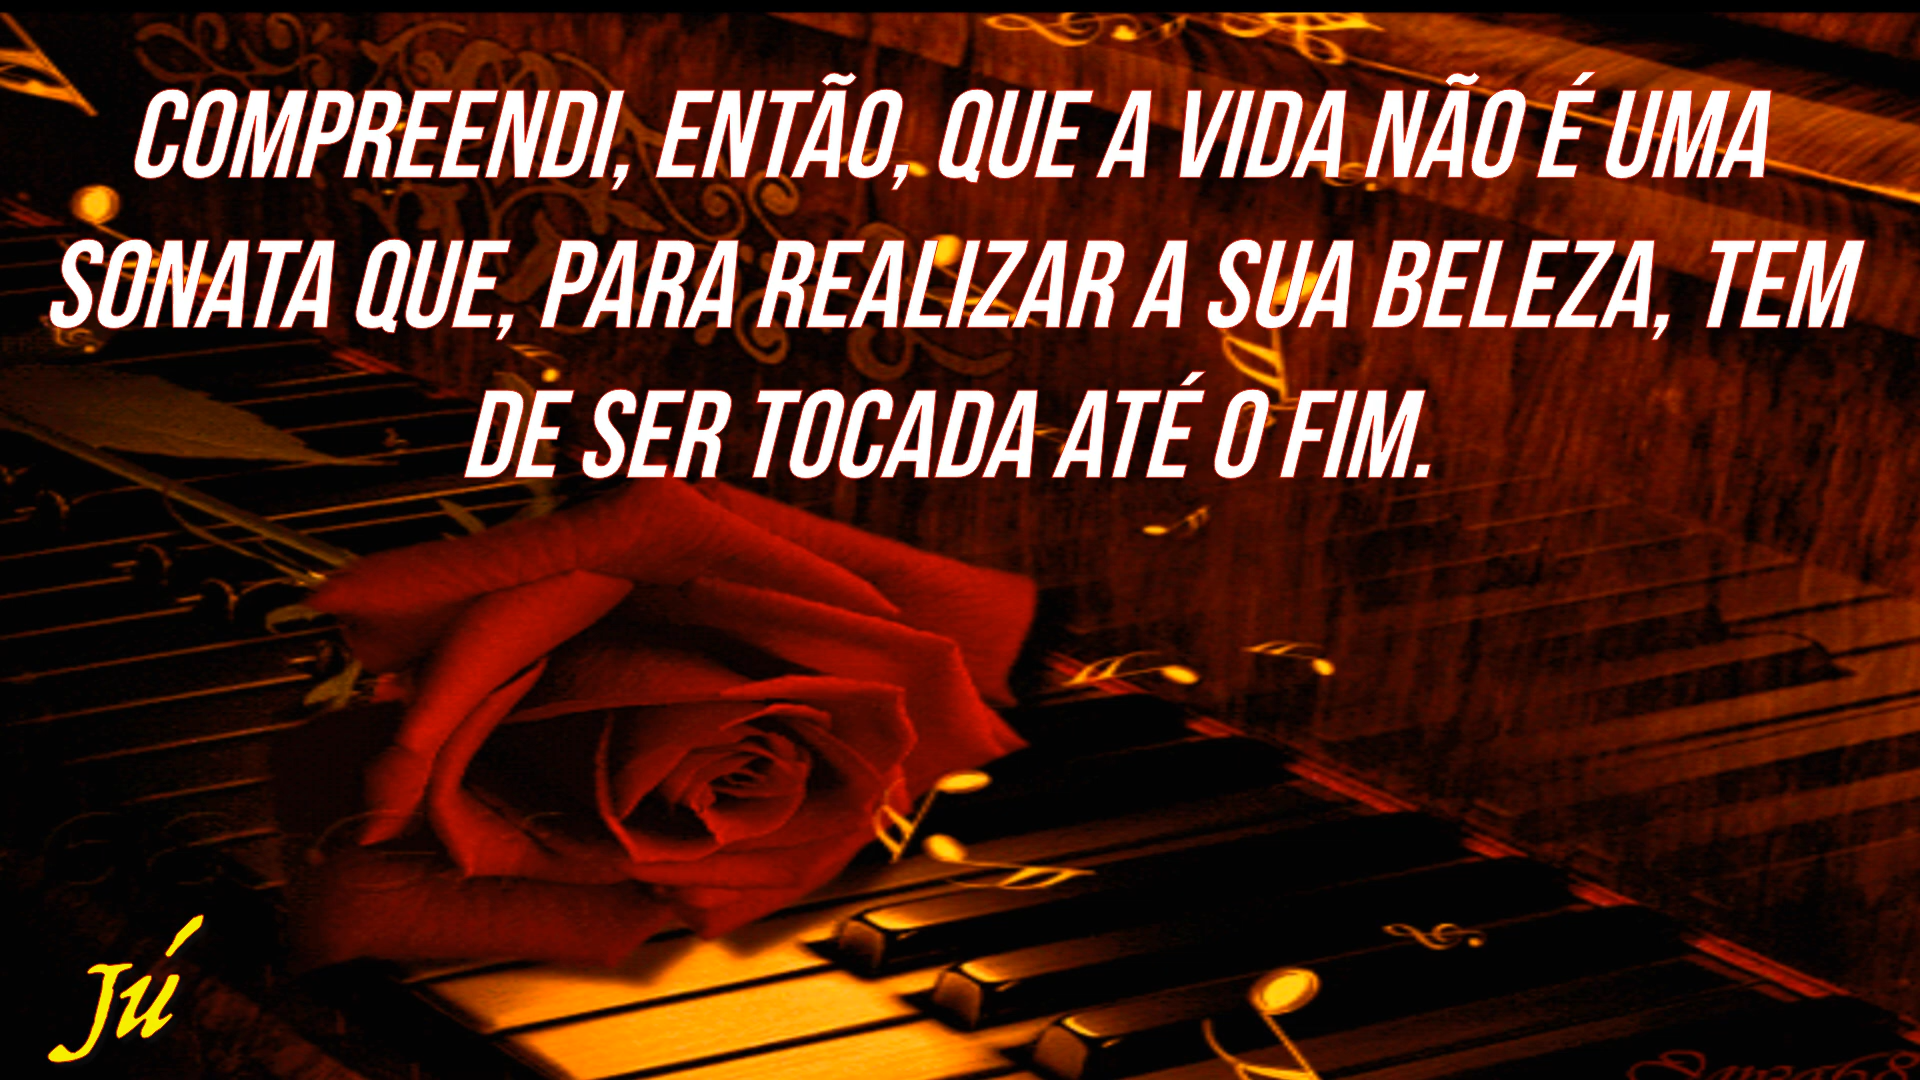 COMPREENDI, ENTÃO, QUE A VIDA NÃO É UMA
SONATA QUE, PARA REALIZAR A SUA BELEZA, TEM
DE SER TOCADA ATÉ O FIM.
Jú